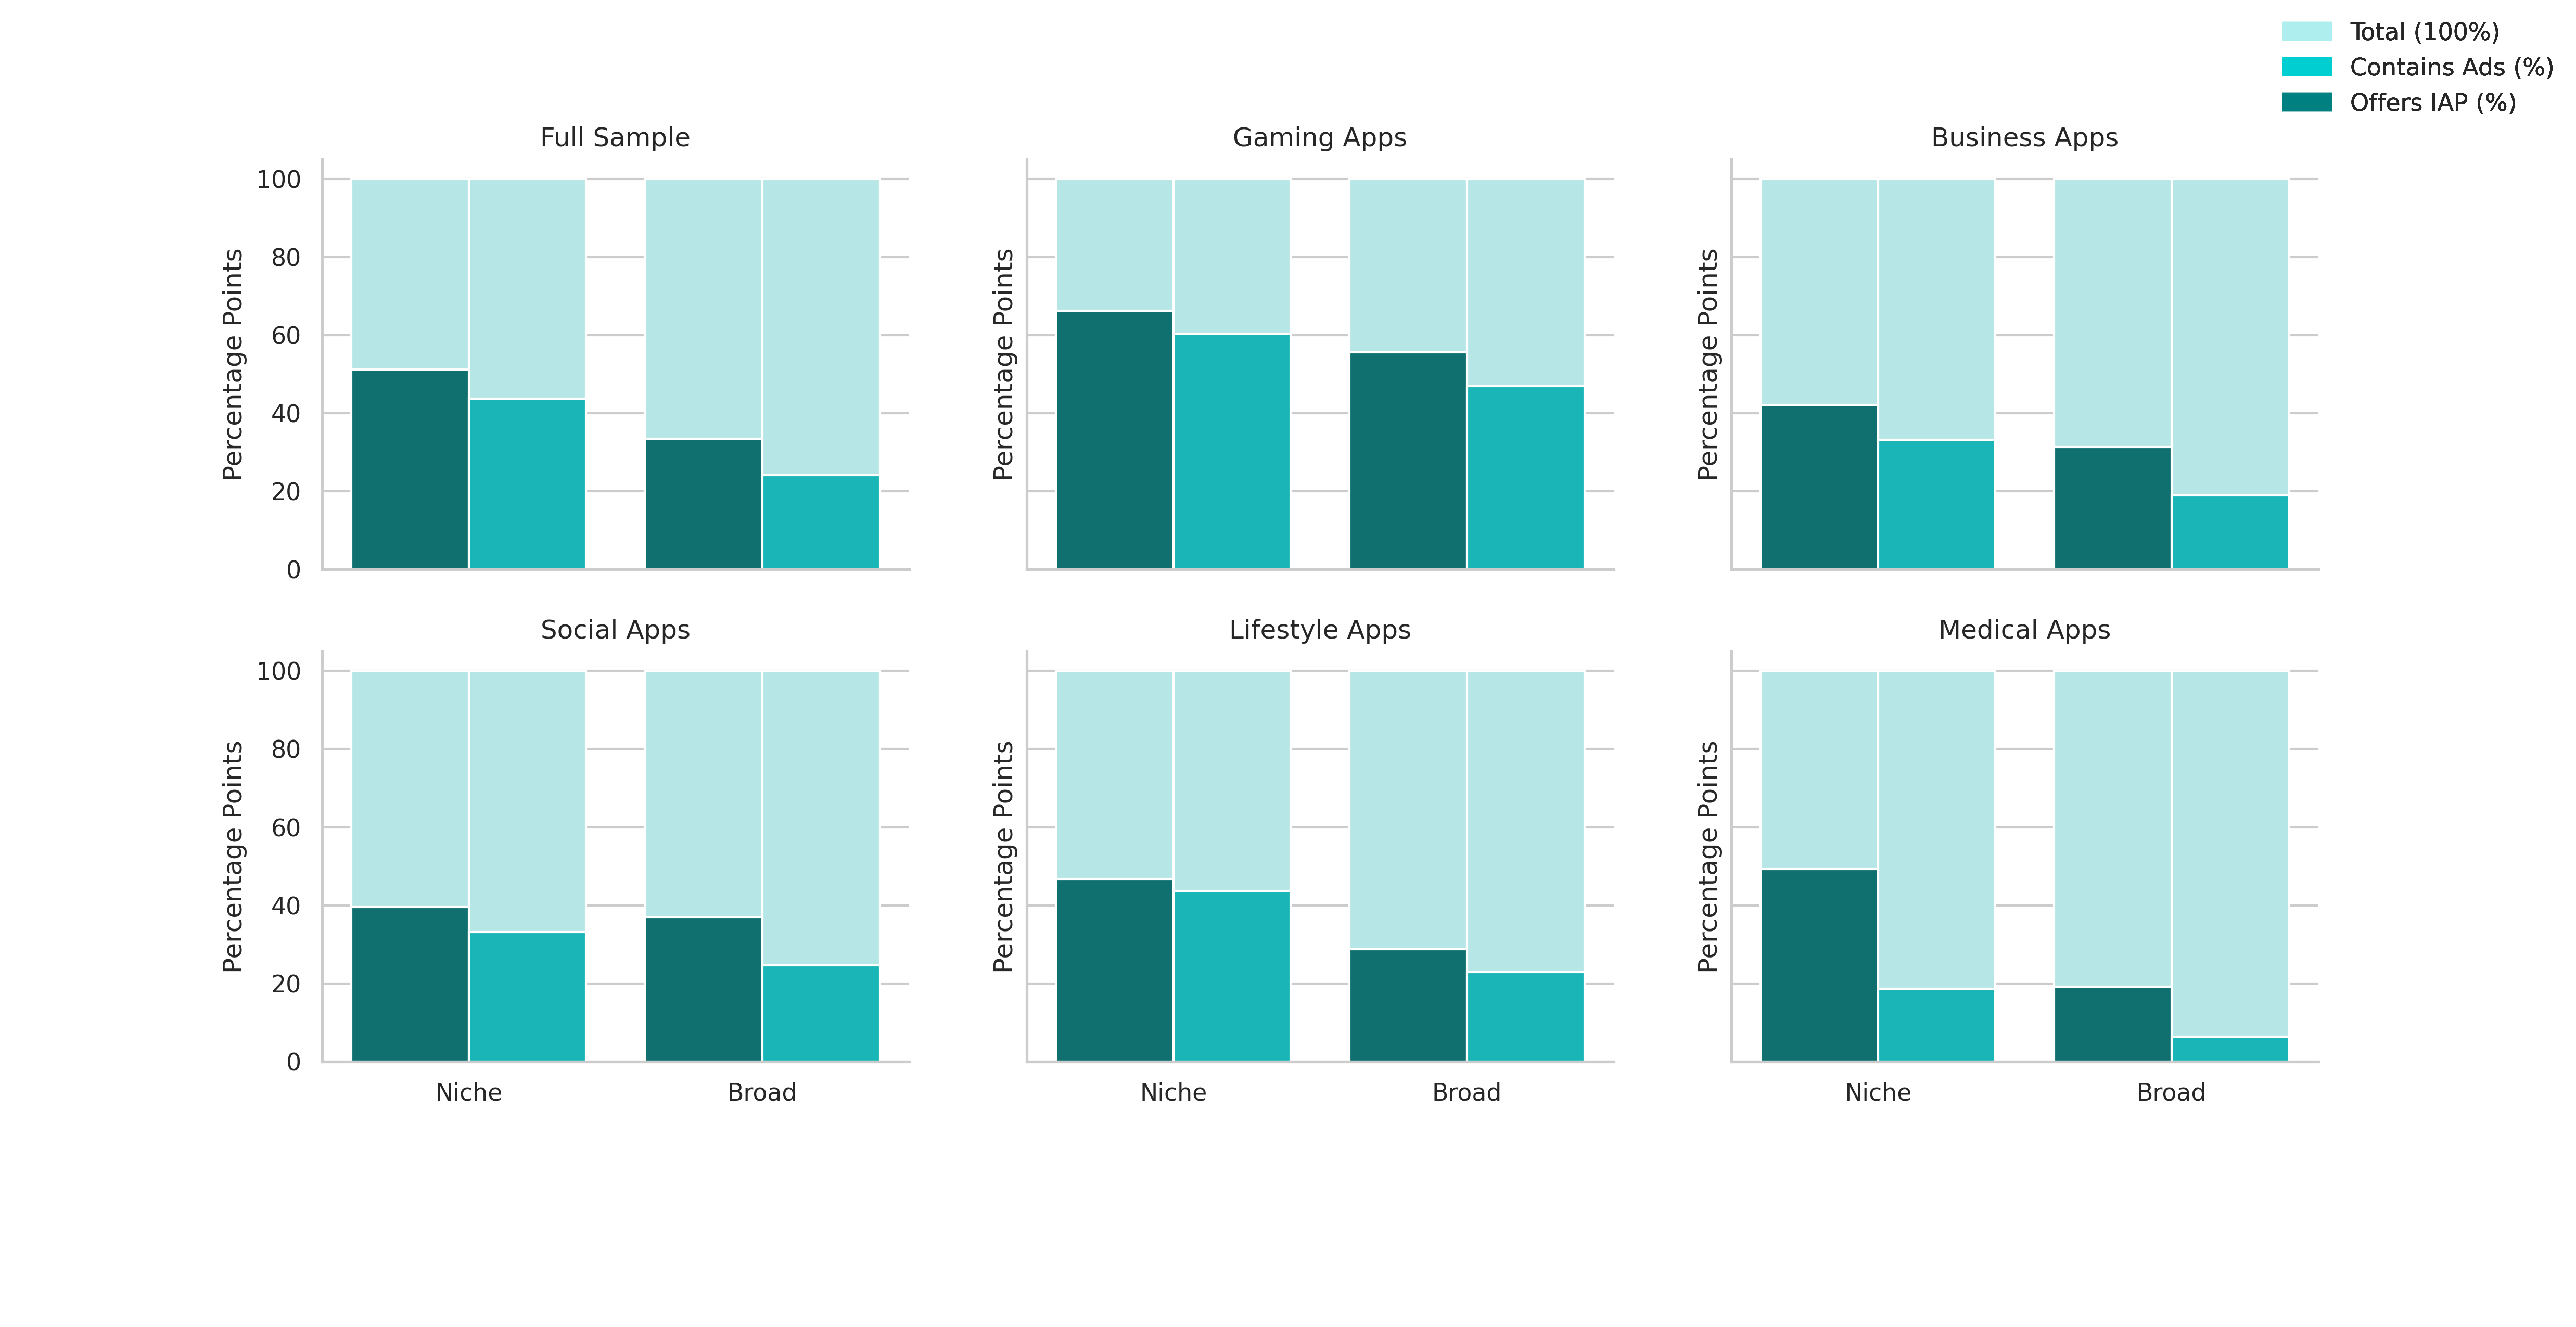 Total (100%)
Contains Ads (%)
Offers IAP (%)
Full Sample
Gaming Apps
Business Apps
Percentage Points
100
80
60
40
20
0
Percentage Points
Percentage Points
Social Apps
Lifestyle Apps
Medical Apps
Percentage Points
100
80
60
40
20
0
Percentage Points
Percentage Points
Niche
Broad
Niche
Broad
Niche
Broad